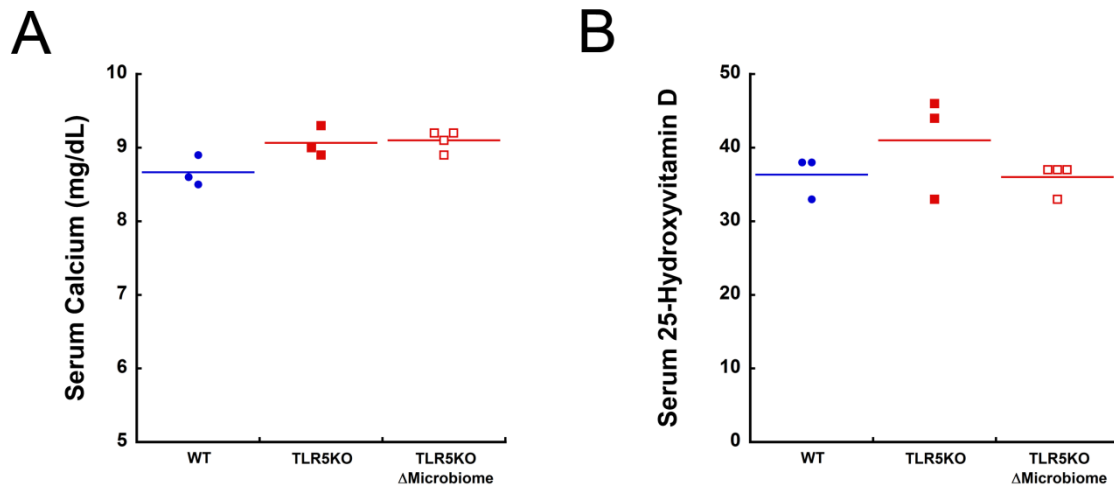 A
Serum Calcium (mg/dL)
10
9
8
7
6
5
WT
TLR5KO
TLR5KO
ΔMicrobiome
B
Serum 25-Hydroxyvitamin D
50
40
30
20
10
0
WT
TLR5KO
TLR5KO
ΔMicrobiome